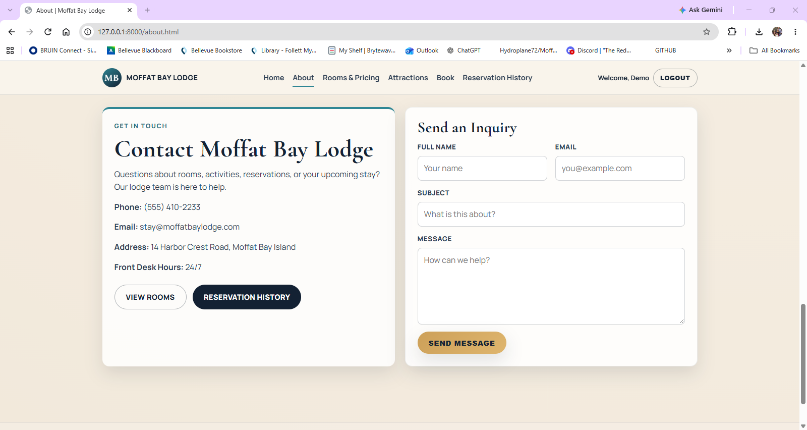 About | Moffat Bay Lodge
Ask Gemini
127.0.0.1:8000/about.html
BRUIN Connect - Si...
Bellevue Blackboard
Bellevue Bookstore
Library - Follett My...
My Shelf | Brytewav...
Outlook
ChatGPT
Hydroplane72/Moff...
Discord | "The Red...
GITHUB
All Bookmarks
MB
MOFFAT BAY LODGE
Home
About
Rooms & Pricing
Attractions
Book
Reservation History
Welcome, Demo
LOGOUT
GET IN TOUCH
Contact Moffat Bay Lodge
Questions about rooms, activities, reservations, or your upcoming stay?
Our lodge team is here to help.
Phone: (555) 410-2233
Email: stay@moffatbaylodge.com
Address: 14 Harbor Crest Road, Moffat Bay Island
Front Desk Hours: 24/7
VIEW ROOMS
RESERVATION HISTORY
Send an Inquiry
FULL NAME
EMAIL
Your name
you@example.com
SUBJECT
What is this about?
MESSAGE
How can we help?
SEND MESSAGE